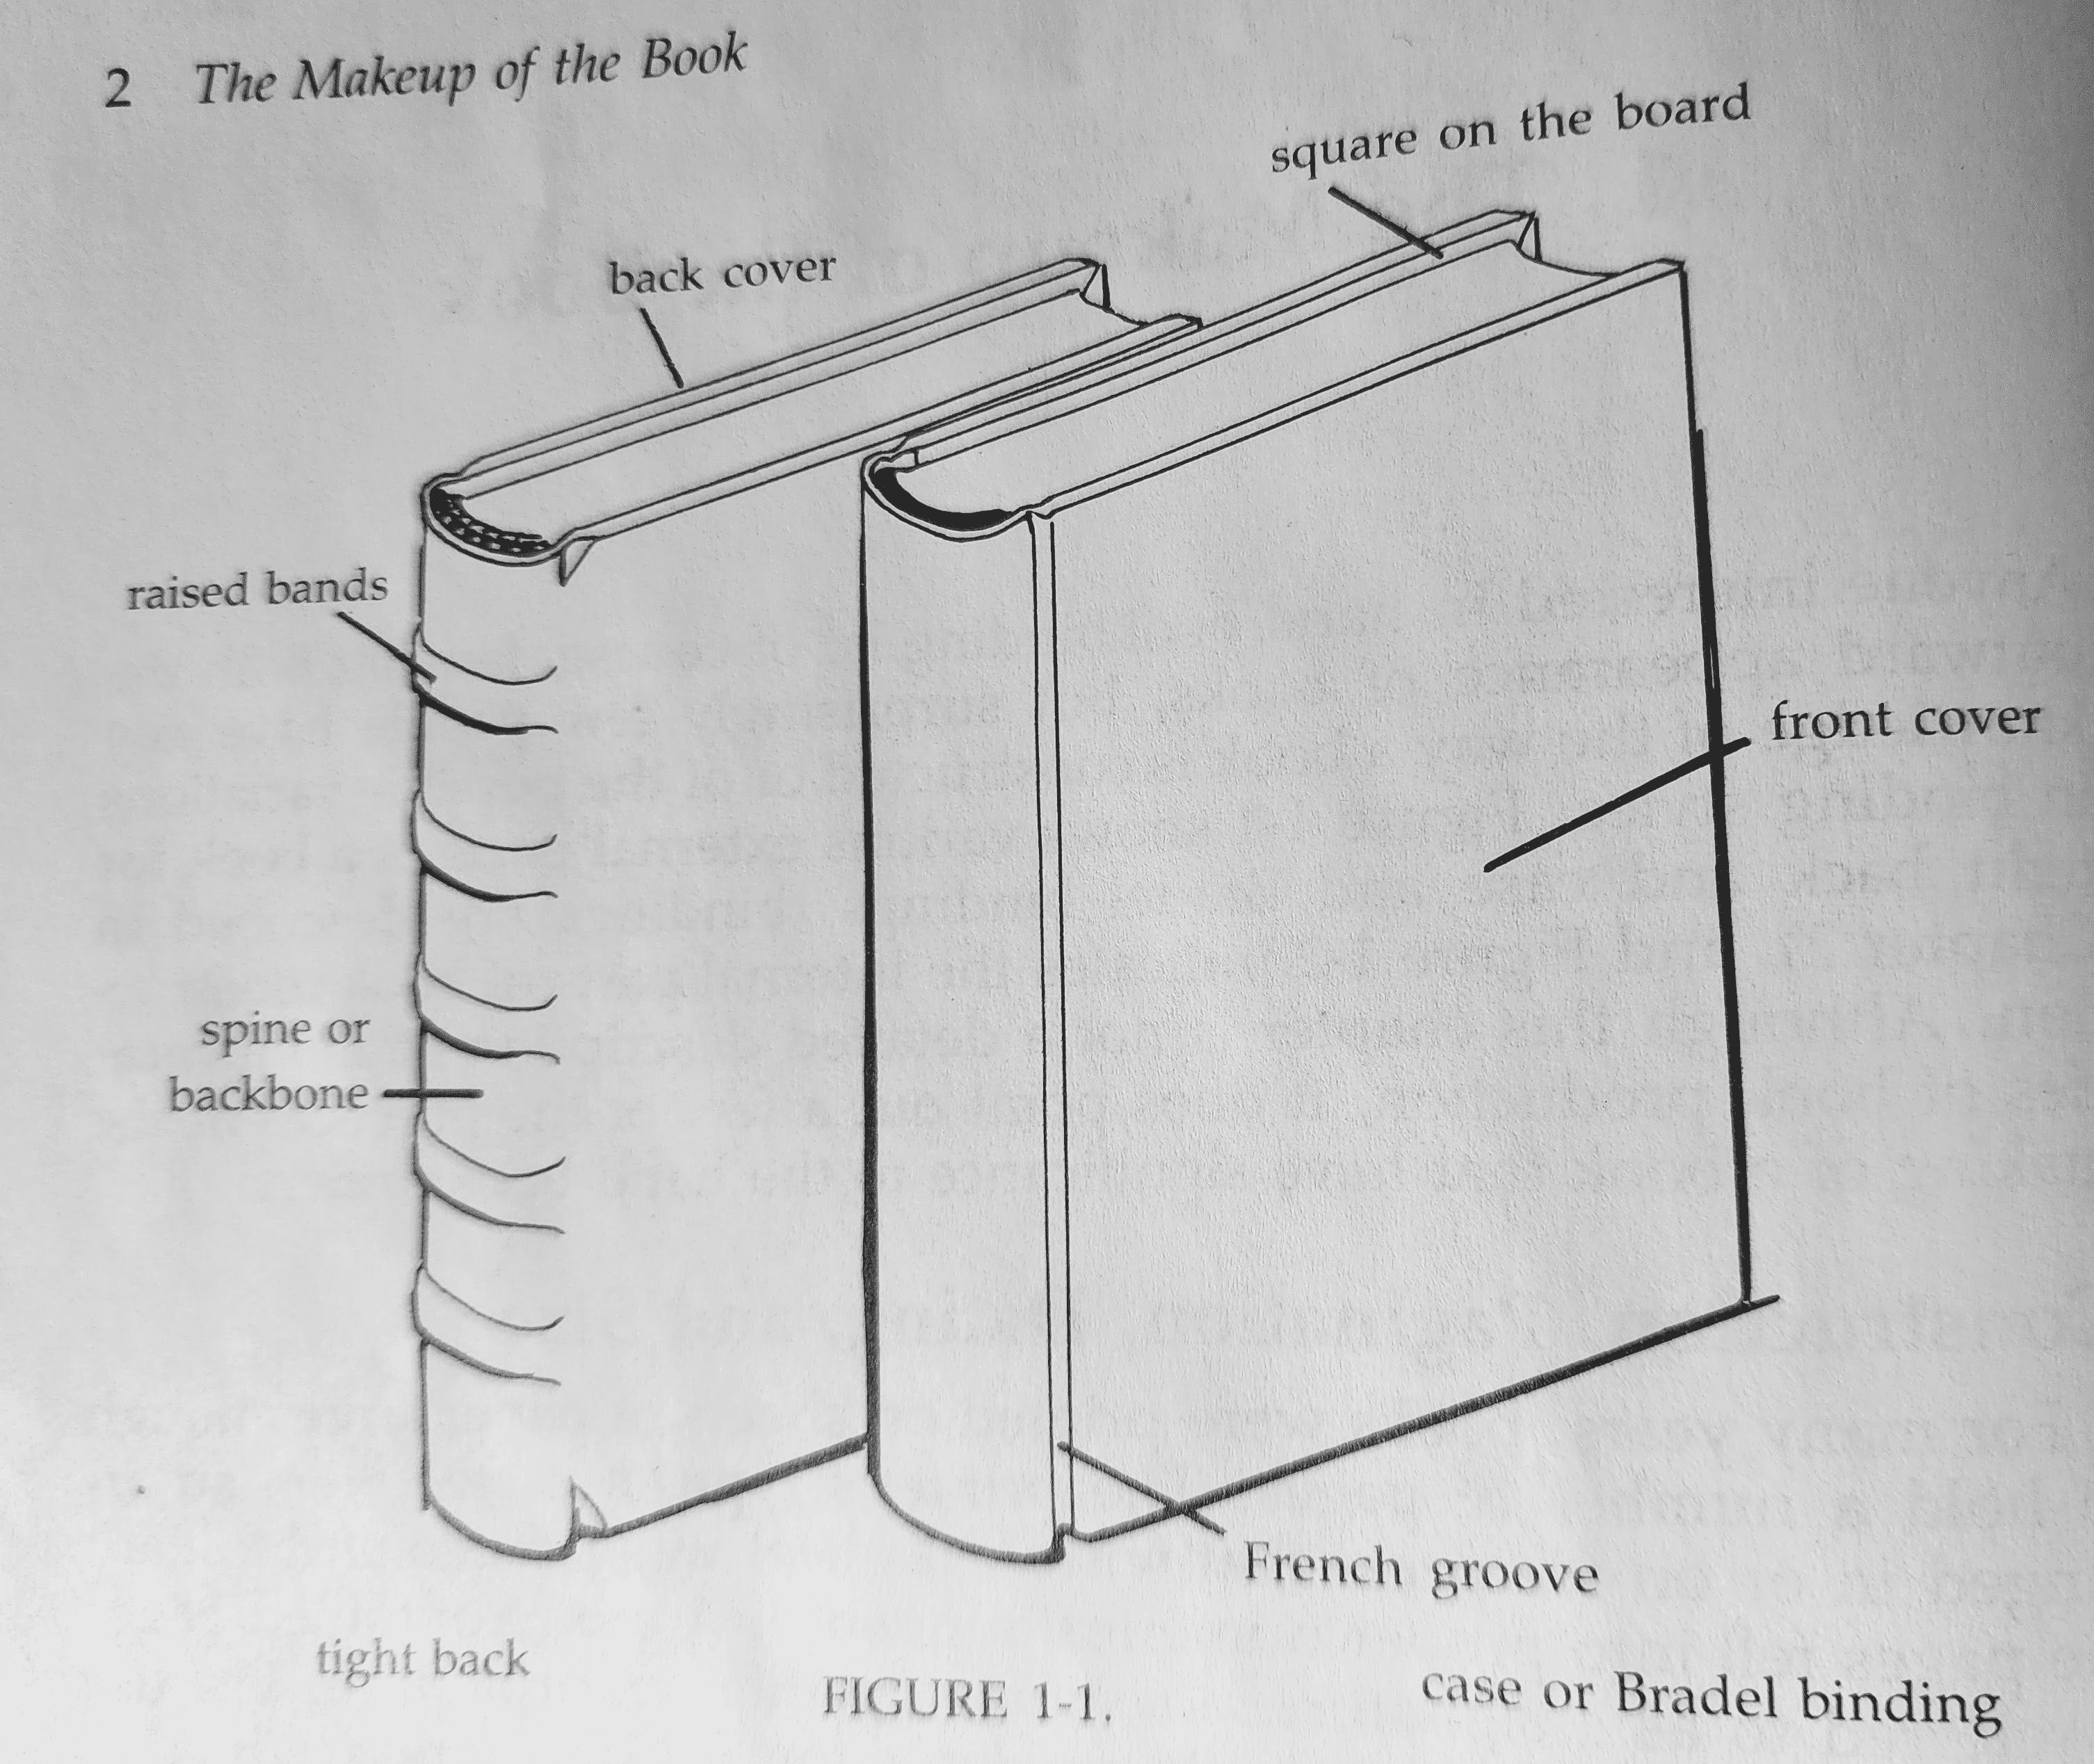 2 The Makeup of the Book
square on the board
back cover
raised bands
front cover
spine or
backbone
French groove
tight back
FIGURE 1-1.
case or Bradel binding